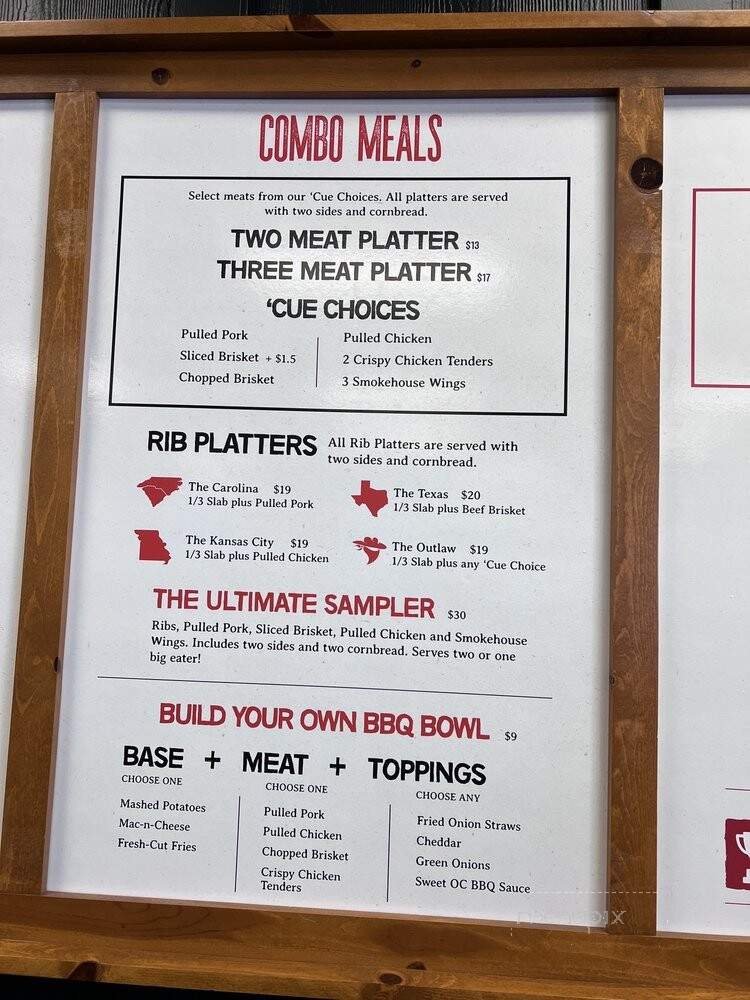 COMBO MEALS
Select meats from our 'Cue Choices. All platters are served
with two sides and cornbread.
TWO MEAT PLATTER $13
THREE MEAT PLATTER $17
'CUE CHOICES
Pulled Pork
Sliced Brisket + $1.5
Chopped Brisket
Pulled Chicken
2 Crispy Chicken Tenders
3 Smokehouse Wings
RIB PLATTERS
All Rib Platters are served with
two sides and cornbread.
The Carolina $19
1/3 Slab plus Pulled Pork
The Texas $20
1/3 Slab plus Beef Brisket
The Kansas City $19
1/3 Slab plus Pulled Chicken
The Outlaw $19
1/3 Slab plus any 'Cue Choice
THE ULTIMATE SAMPLER $30
Ribs, Pulled Pork, Sliced Brisket, Pulled Chicken and Smokehouse
Wings. Includes two sides and two cornbread. Serves two or one
big eater!
BUILD YOUR OWN BBQ BOWL $9
BASE + MEAT + TOPPINGS
CHOOSE ONE
Mashed Potatoes
Mac-n-Cheese
Fresh-Cut Fries
CHOOSE ONE
Pulled Pork
Pulled Chicken
Chopped Brisket
Crispy Chicken
Tenders
CHOOSE ANY
Fried Onion Straws
Cheddar
Green Onions
Sweet OC BBQ Sauce